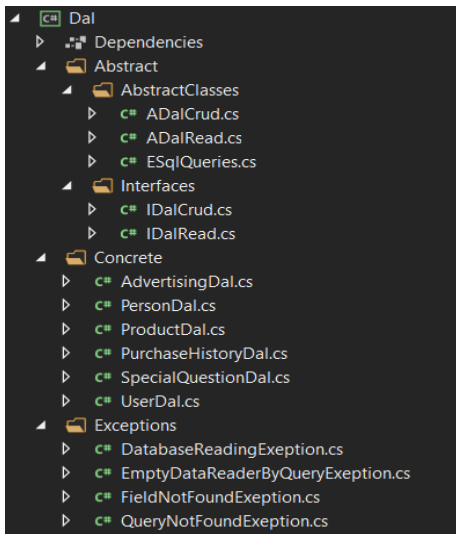 C# Dal
Dependencies
Abstract
AbstractClasses
C# ADalCrud.cs
C# ADalRead.cs
C# ESqlQueries.cs
Interfaces
C# IDalCrud.cs
C# IDalRead.cs
Concrete
C# AdvertisingDal.cs
C# PersonDal.cs
C# ProductDal.cs
C# PurchaseHistoryDal.cs
C# SpecialQuestionDal.cs
C# UserDal.cs
Exceptions
C# DatabaseReadingExeption.cs
C# EmptyDataReaderByQueryExeption.cs
C# FieldNotFoundExeption.cs
C# QueryNotFoundExeption.cs